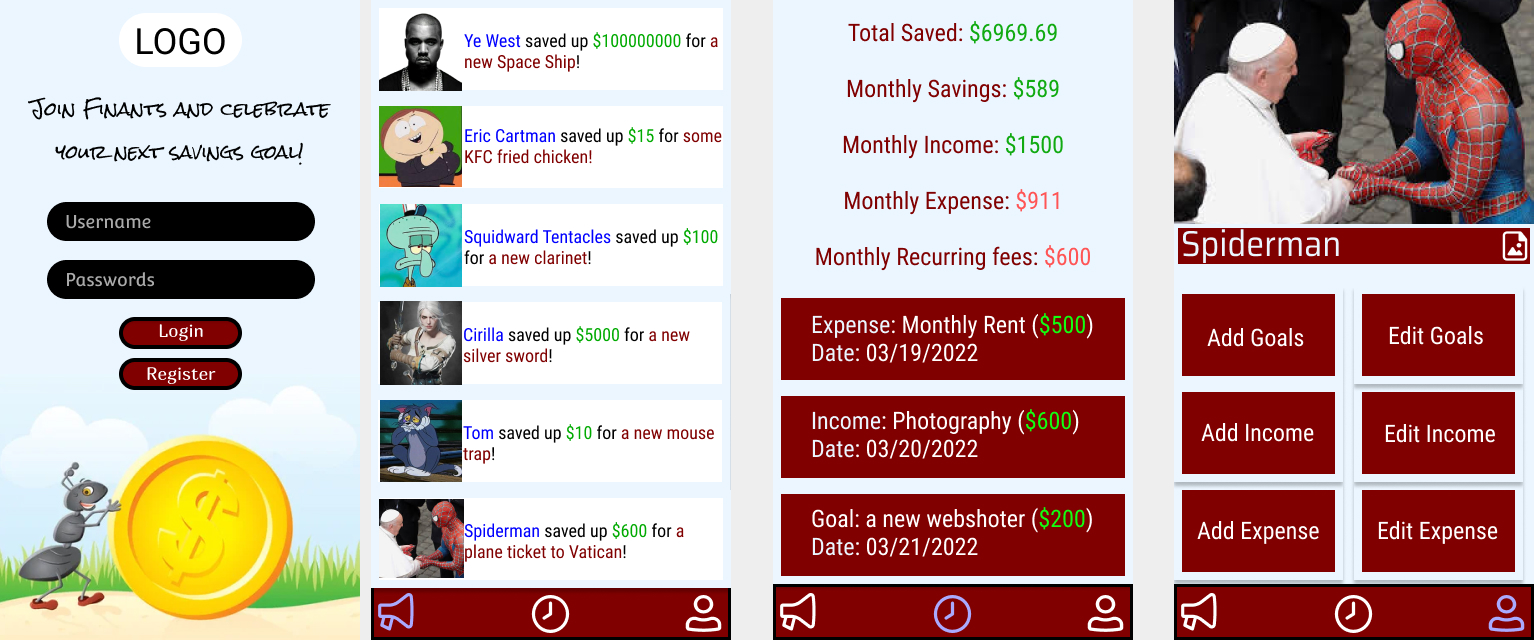 LOGO
Join Finants and celebrate
your next savings goal!
Username
Passwords
Login
Register
Ye West saved up $100000000 for a
new Space Ship!
Eric Cartman saved up $15 for some
KFC fried chicken!
Squidward Tentacles saved up $100
for a new clarinet!
Cirilla saved up $5000 for a new
silver sword!
Tom saved up $10 for a new mouse
trap!
Spiderman saved up $600 for a
plane ticket to Vatican!
Total Saved: $6969.69
Monthly Savings: $589
Monthly Income: $1500
Monthly Expense: $911
Monthly Recurring fees: $600
Expense: Monthly Rent ($500)
Date: 03/19/2022
Income: Photography ($600)
Date: 03/20/2022
Goal: a new webshoter ($200)
Date: 03/21/2022
Spiderman
Add Goals
Edit Goals
Add Income
Edit Income
Add Expense
Edit Expense